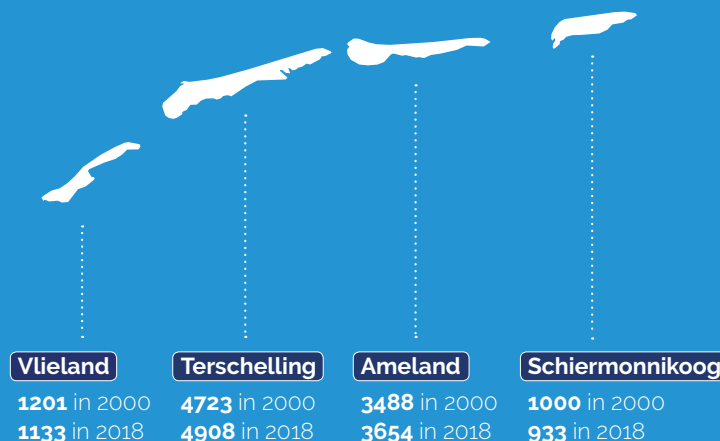 Vlieland
1201 in 2000
1133 in 2018
Terschelling
4723 in 2000
4908 in 2018
Ameland
3488 in 2000
3654 in 2018
Schiermonnikoog
1000 in 2000
933 in 2018